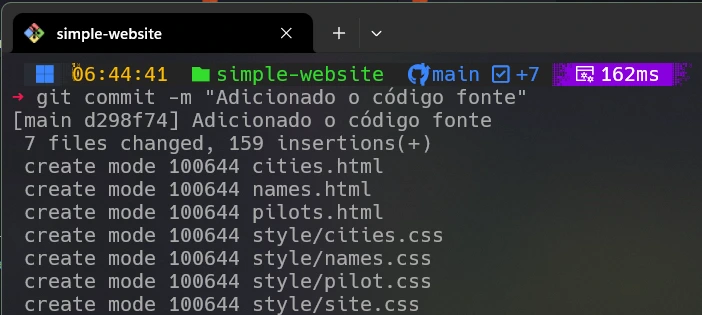 simple-website
06:44:41 simple-website main +7 162ms
➜ git commit -m "Adicionado o código fonte"
[main d298f74] Adicionado o código fonte
7 files changed, 159 insertions(+)
create mode 100644 cities.html
create mode 100644 names.html
create mode 100644 pilots.html
create mode 100644 style/cities.css
create mode 100644 style/names.css
create mode 100644 style/pilot.css
create mode 100644 style/site.css